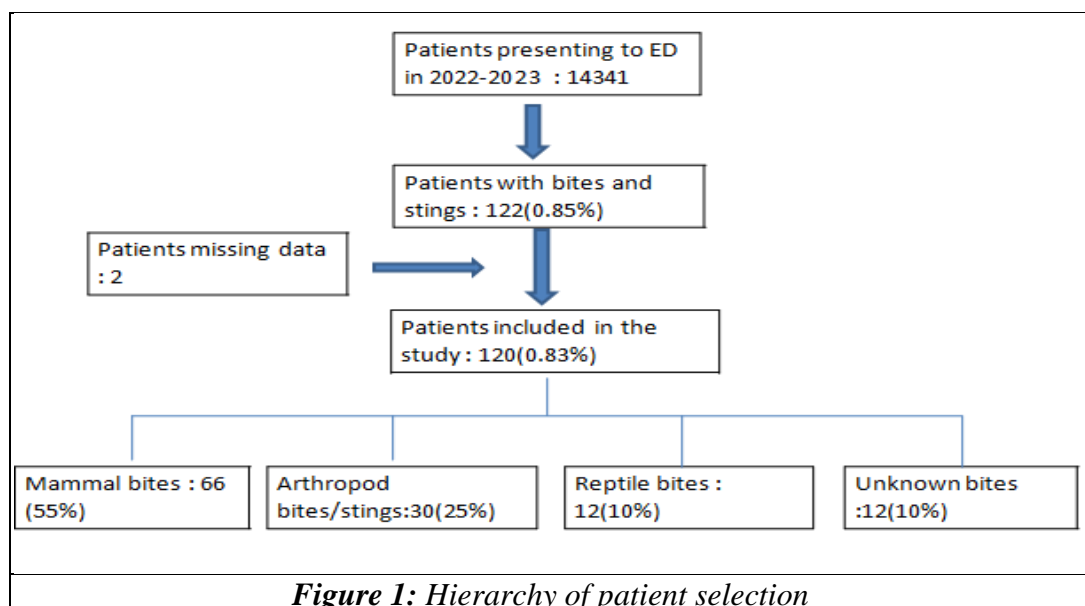 Patients presenting to ED
in 2022-2023 : 14341
Patients with bites and
stings : 122(0.85%)
Patients missing data
: 2
Patients included in the
study : 120(0.83%)
Mammal bites : 66
(55%)
Arthropod
bites/stings:30(25%)
Reptile bites :
12(10%)
Unknown bites
:12(10%)
Figure 1: Hierarchy of patient selection